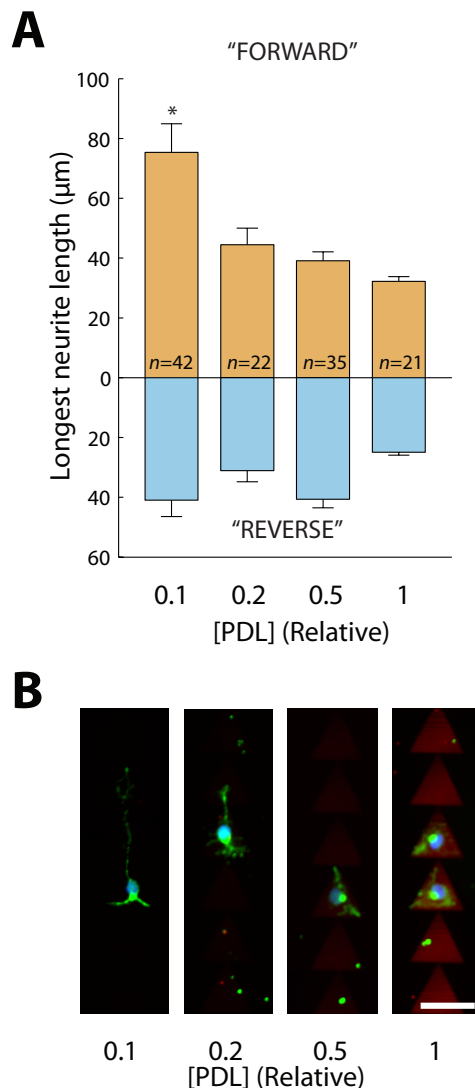 A
"FORWARD"
100
80
60
40
20
0
20
40
60
Longest neurite length (μm)
*
n=42
n=22
n=35
n=21
"REVERSE"
0.1
0.2
0.5
1
[PDL] (Relative)
B
0.1
0.2
0.5
1
[PDL] (Relative)